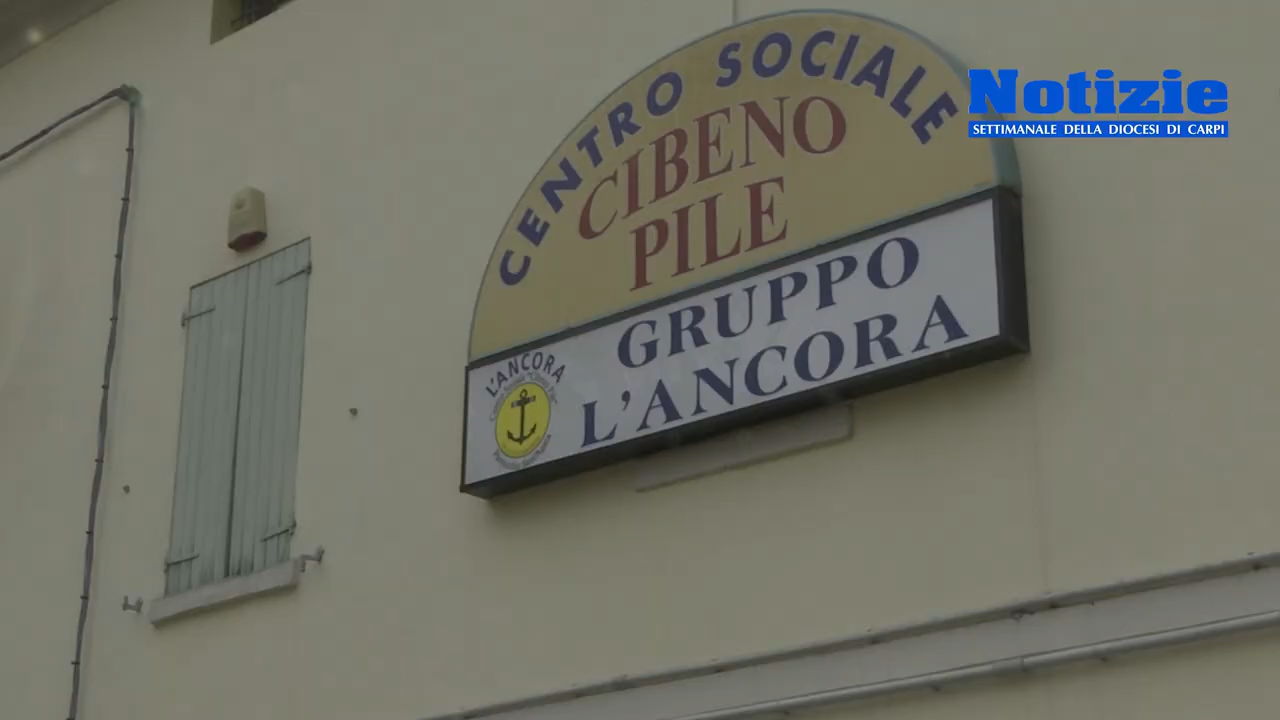 Notizie
SETTIMANALE DELLA DIOCESI DI CARPI
CENTRO SOCIALE
CIBENO
PILE
GRUPPO
L'ANCORA
L'ANCORA